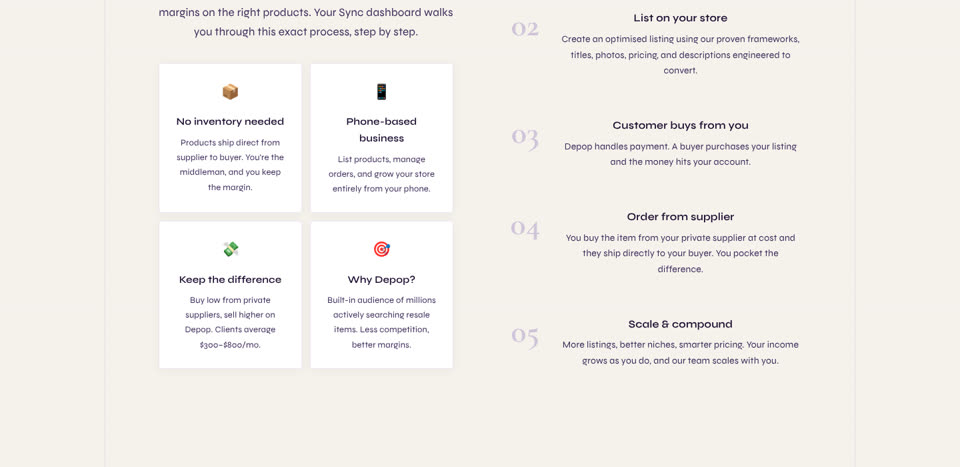 margins on the right products. Your Sync dashboard walks
you through this exact process, step by step.
No inventory needed
Products ship direct from
supplier to buyer. You're the
middleman, and you keep
the margin.
Phone-based
business
List products, manage
orders, and grow your store
entirely from your phone.
Keep the difference
Buy low from private
suppliers, sell higher on
Depop. Clients average
$300–$800/mo.
Why Depop?
Built-in audience of millions
actively searching resale
items. Less competition,
better margins.
02
List on your store
Create an optimised listing using our proven frameworks,
titles, photos, pricing, and descriptions engineered to
convert.
03
Customer buys from you
Depop handles payment. A buyer purchases your listing
and the money hits your account.
04
Order from supplier
You buy the item from your private supplier at cost and
they ship directly to your buyer. You pocket the
difference.
05
Scale & compound
More listings, better niches, smarter pricing. Your income
grows as you do, and our team scales with you.